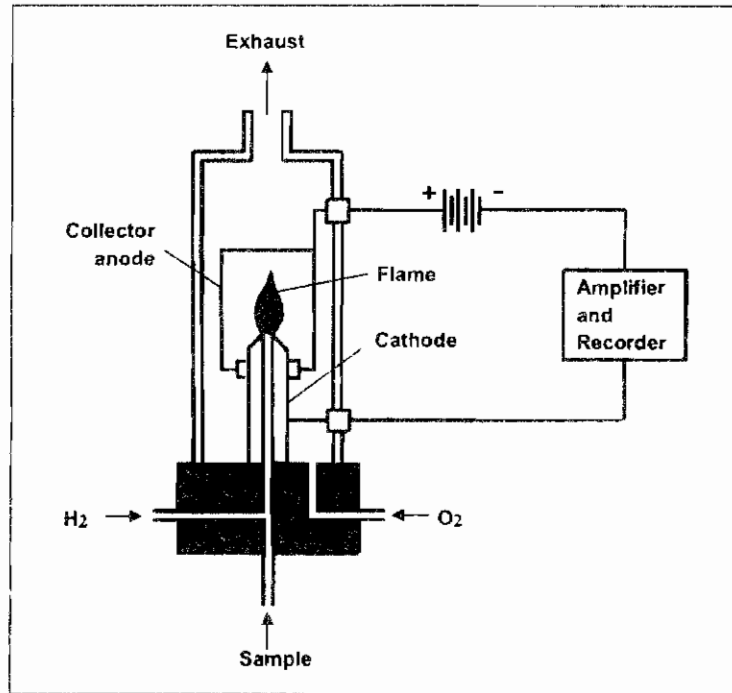 Exhaust
+ −
Collector
anode
Flame
Amplifier
and
Recorder
Cathode
H2
O2
Sample